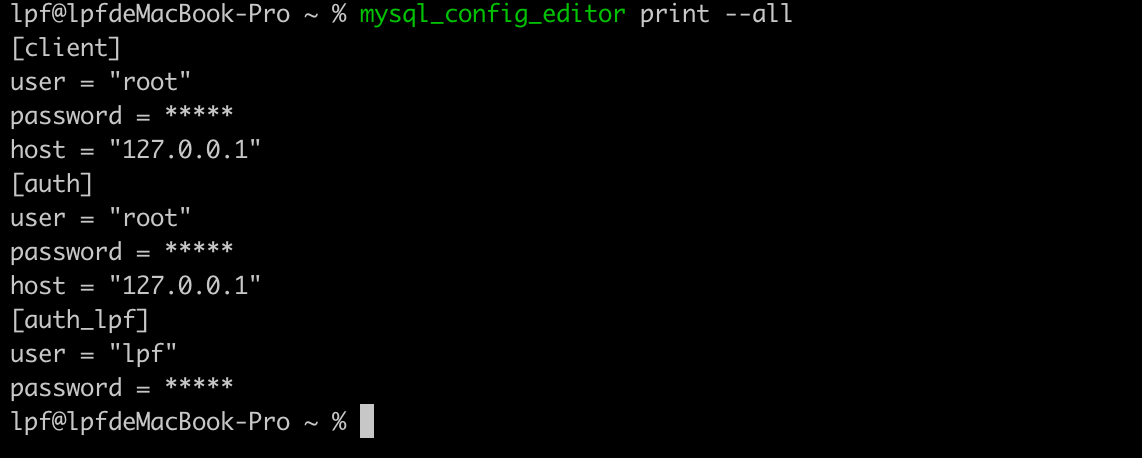 lpf@lpfdeMacBook-Pro ~ % mysql_config_editor print --all
[client]
user = "root"
password = *****
host = "127.0.0.1"
[auth]
user = "root"
password = *****
host = "127.0.0.1"
[auth_lpf]
user = "lpf"
password = *****
lpf@lpfdeMacBook-Pro ~ %